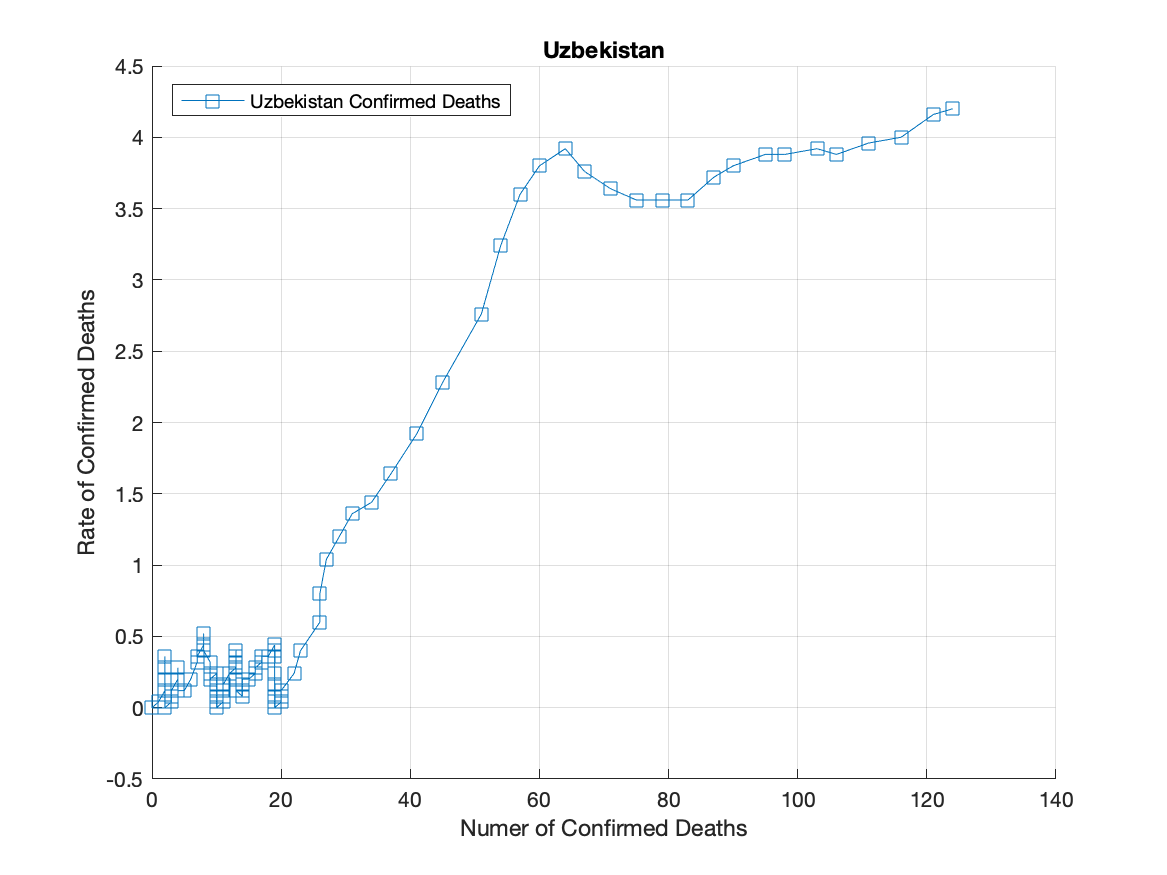 Uzbekistan
Uzbekistan Confirmed Deaths
4.5
4
3.5
3
2.5
2
1.5
1
0.5
0
-0.5
Rate of Confirmed Deaths
0 20 40 60 80 100 120 140
Numer of Confirmed Deaths